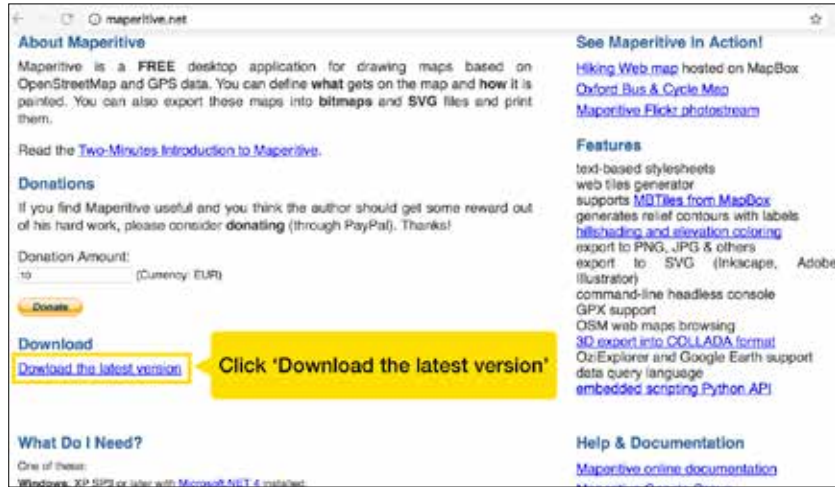 maperitive.net
About Maperitive
Maperitive is a FREE desktop application for drawing maps based on
OpenStreetMap and GPS data. You can define what gets on the map and how it is
painted. You can also export these maps into bitmaps and SVG files and print
them.
Read the Two-Minutes Introduction to Maperitive.
Donations
If you find Maperitive useful and you think the author should get some reward out
of his hard work, please consider donating (through PayPal). Thanks!
Donation Amount:
10 (Currency: EUR)
Donate
Download
Dowload the latest version
Click ‘Download the latest version’
What Do I Need?
One of these:
Windows, XP SP3 or later with Microsoft .NET 4 installed.
See Maperitive In Action!
Hiking Web map hosted on MapBox
Oxford Bus & Cycle Map
Maperitive Flickr photostream
Features
text-based stylesheets
web tiles generator
supports MBTiles from MapBox
generates relief contours with labels
hillshading and elevation coloring
export to PNG, JPG & others
export to SVG (Inkscape, Adobe
Illustrator)
command-line headless console
GPX support
OSM web maps browsing
3D export into COLLADA format
OziExplorer and Google Earth support
data query language
embedded scripting Python API
Help & Documentation
Maperitive online documentation
Maperitive Google Group